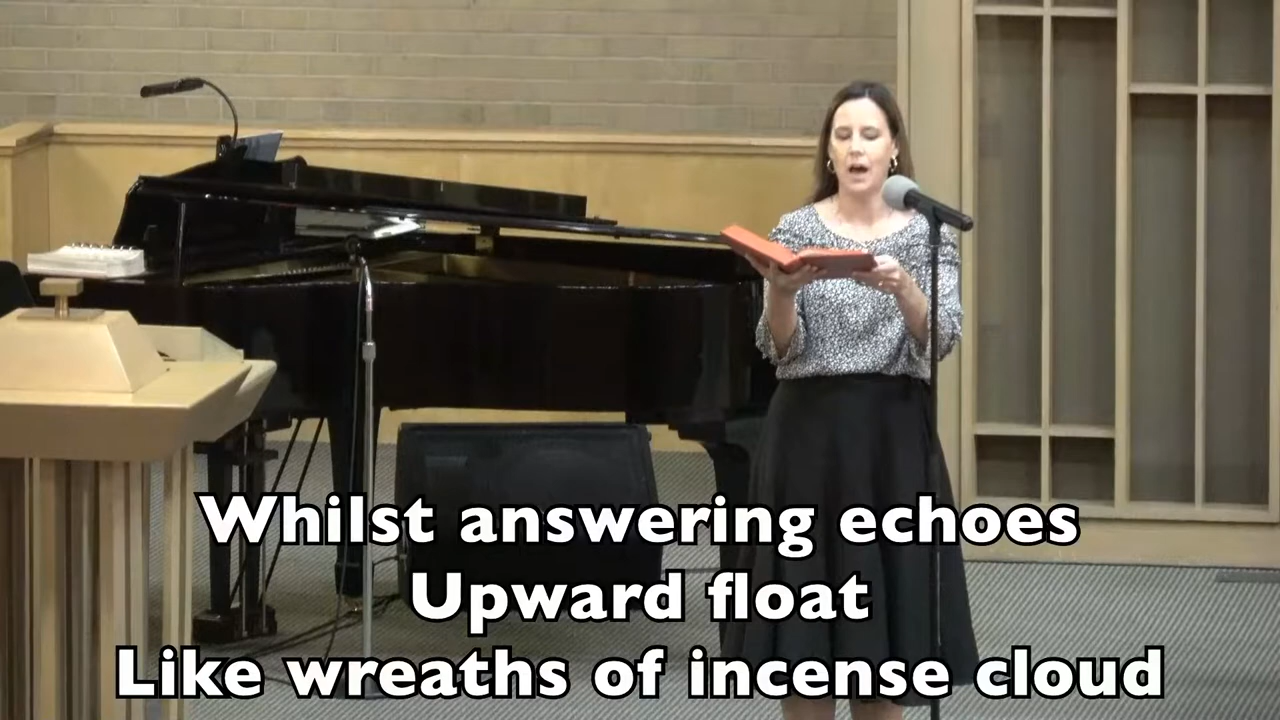 Whilst answering echoes
Upward float
Like wreaths of incense cloud